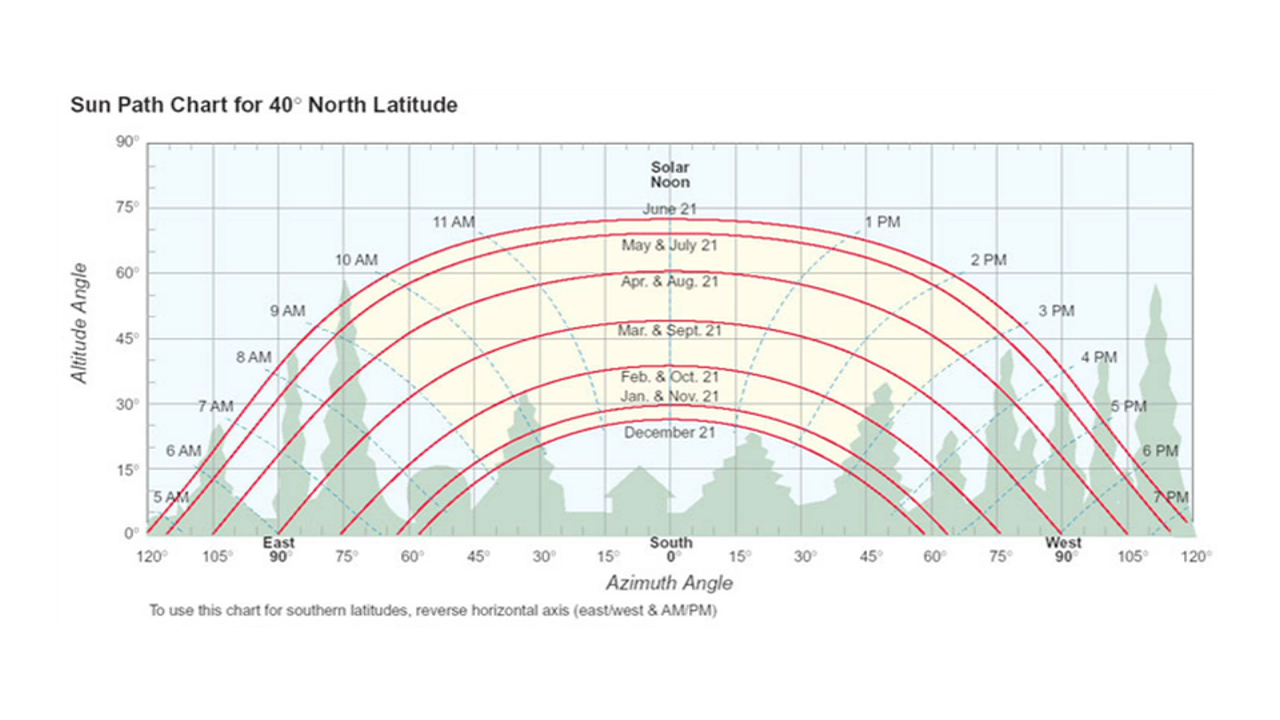 Sun Path Chart for 40° North Latitude
90°
Solar
Noon
75°
June 21
11 AM
1 PM
May & July 21
10 AM
2 PM
60°
Apr. & Aug. 21
9 AM
3 PM
Mar. & Sept. 21
45°
8 AM
4 PM
Feb. & Oct. 21
Jan. & Nov. 21
30°
7 AM
5 PM
December 21
6 AM
6 PM
15°
5 AM
7 PM
0°
Altitude Angle
East
South
West
120° 105° 90° 75° 60° 45° 30° 15° 0° 15° 30° 45° 60° 75° 90° 105° 120°
Azimuth Angle
To use this chart for southern latitudes, reverse horizontal axis (east/west & AM/PM)